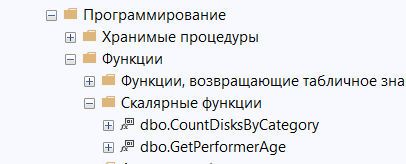 Программирование
Хранимые процедуры
Функции
Функции, возвращающие табличное зна
Скалярные функции
dbo.CountDisksByCategory
dbo.GetPerformerAge